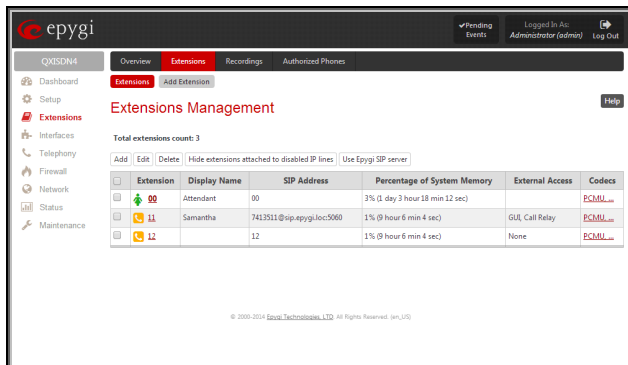 epygi
Pending Events
Logged In As:
Administrator (admin)
Log Out
QXISDN4
Overview Extensions Recordings Authorized Phones
Dashboard
Setup
Extensions
Interfaces
Telephony
Firewall
Network
Status
Maintenance
Extensions Add Extension
Extensions Management
Help
Total extensions count: 3
Add Edit Delete Hide extensions attached to disabled IP lines Use Epygi SIP server
Extension Display Name SIP Address Percentage of System Memory External Access Codecs
00 Attendant 00 3% (1 day 3 hour 18 min 12 sec) PCMU, ...
11 Samantha 7413511@sip.epygi.loc:5060 1% (9 hour 6 min 4 sec) GUI, Call Relay PCMU, ...
12 12 1% (9 hour 6 min 4 sec) None PCMU, ...
© 2000-2014 Epygi Technologies, LTD. All Rights Reserved. (en_US)